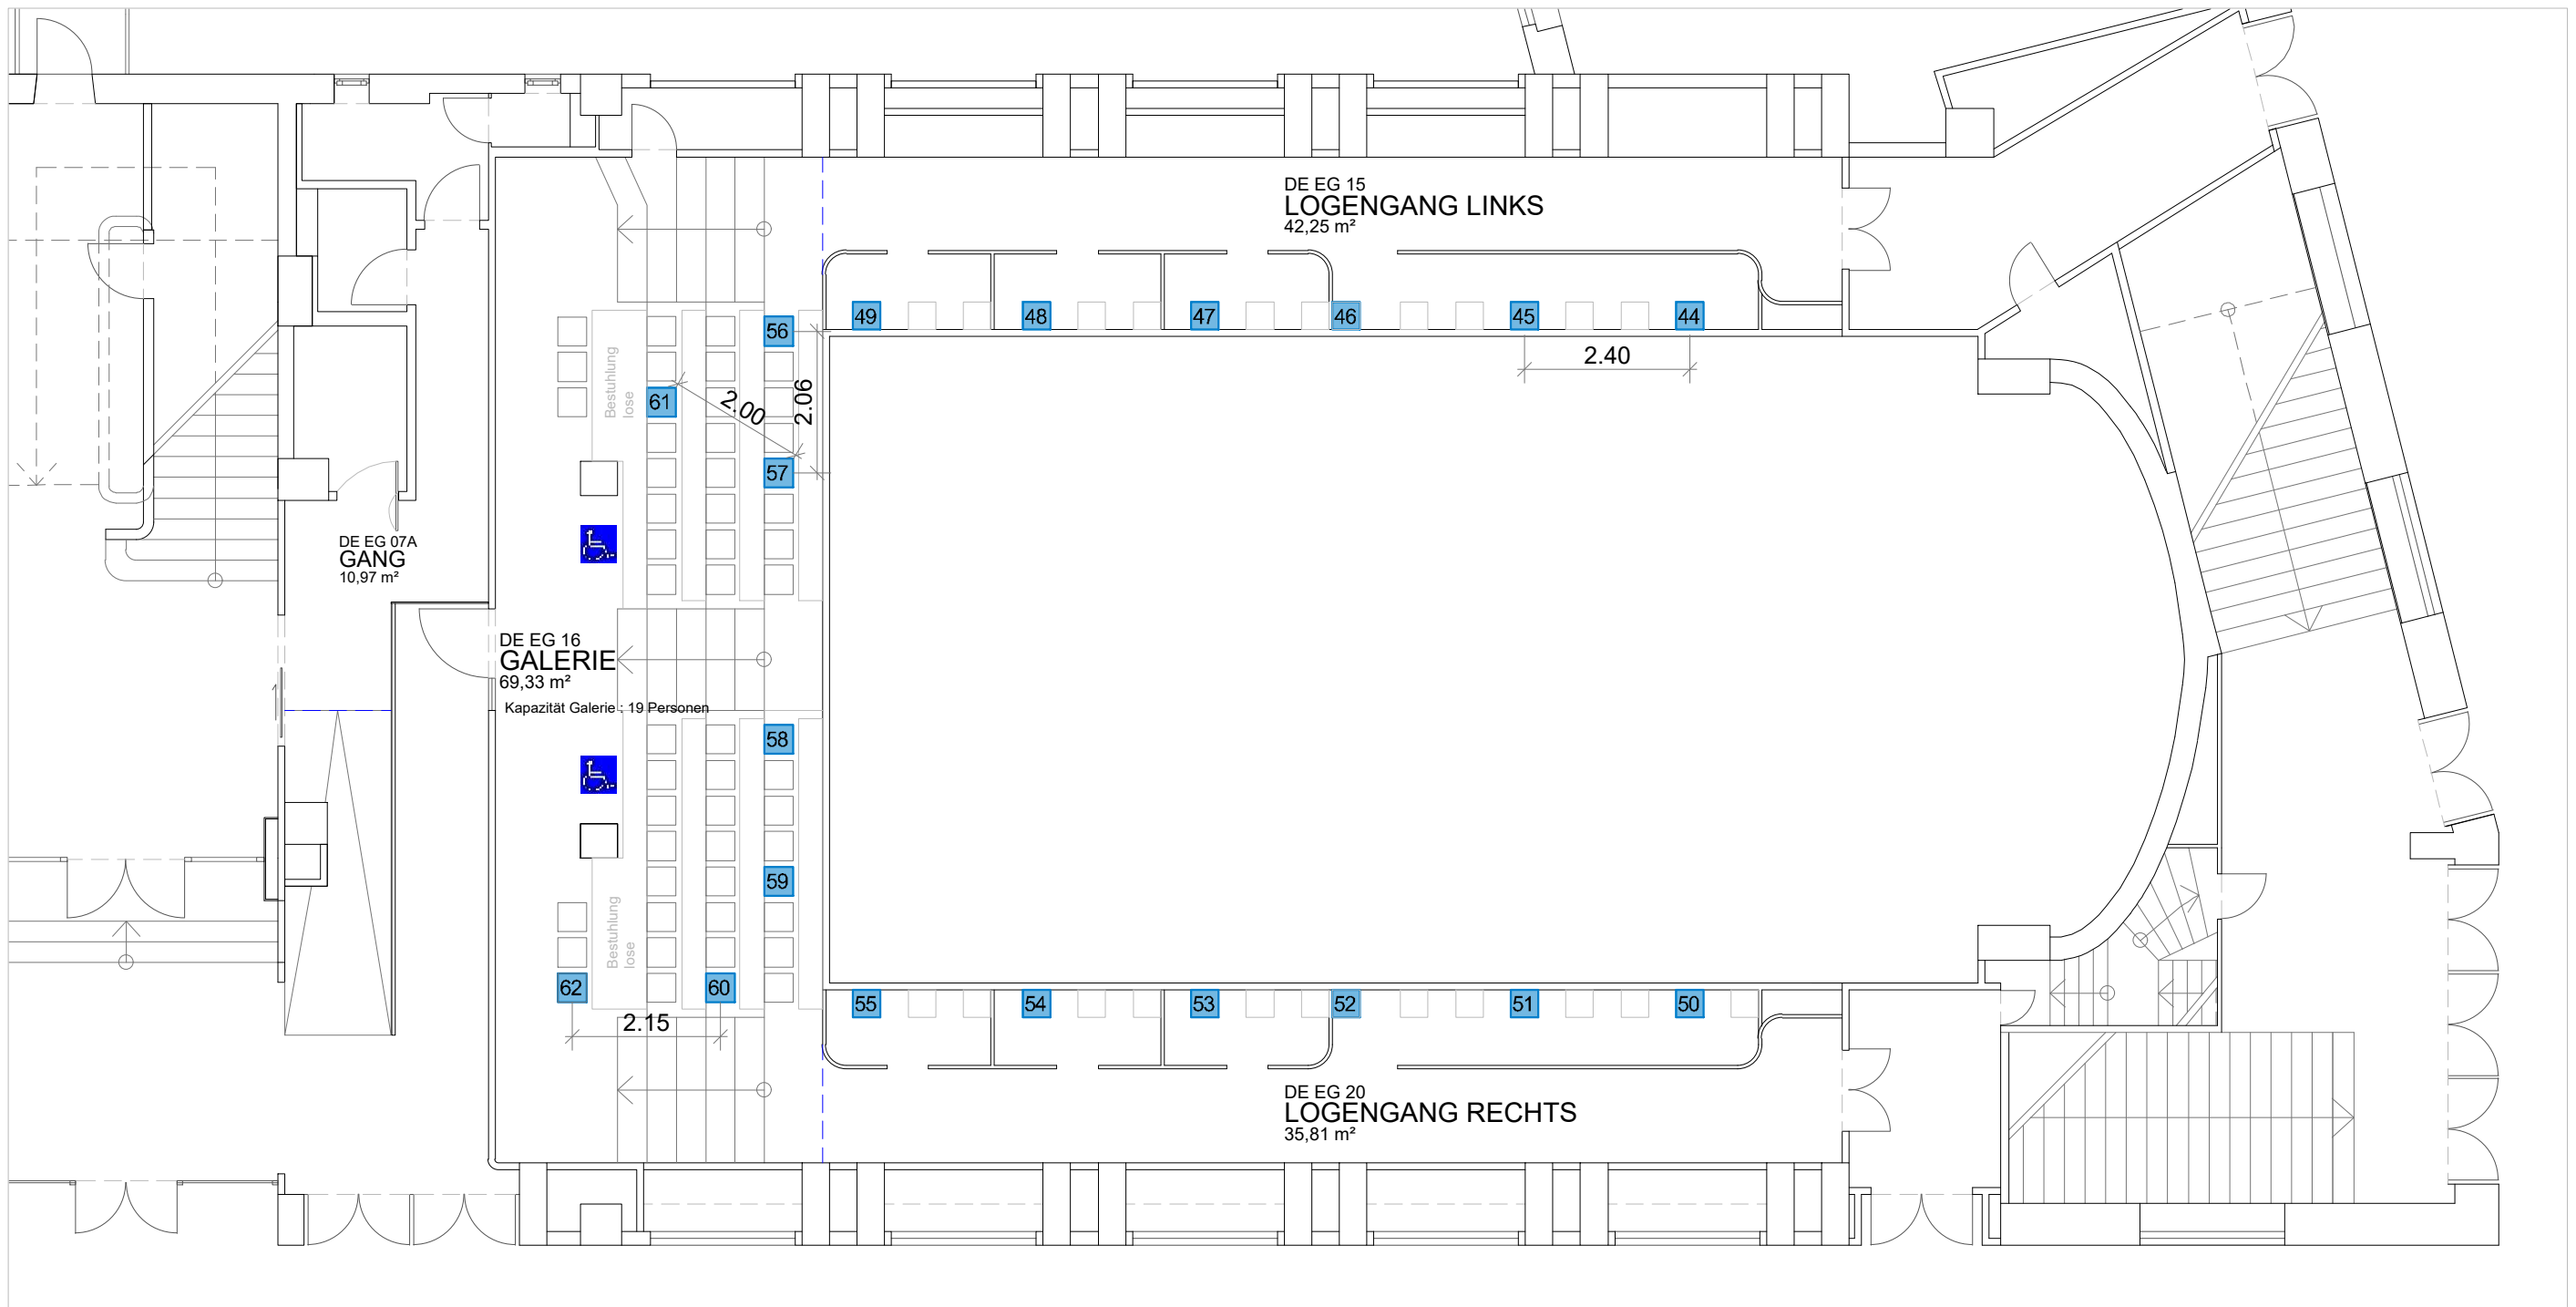 DE EG 15
LOGENGANG LINKS
42,25 m²
49
48
47
46
45
44
2.40
56
Bestuhlung
lose
61
2.00
2.06
57
DE EG 07A
GANG
10,97 m²
DE EG 16
GALERIE
69,33 m²
Kapazität Galerie : 19 Personen
58
59
Bestuhlung
lose
62
60
2.15
55
54
53
52
51
50
DE EG 20
LOGENGANG RECHTS
35,81 m²